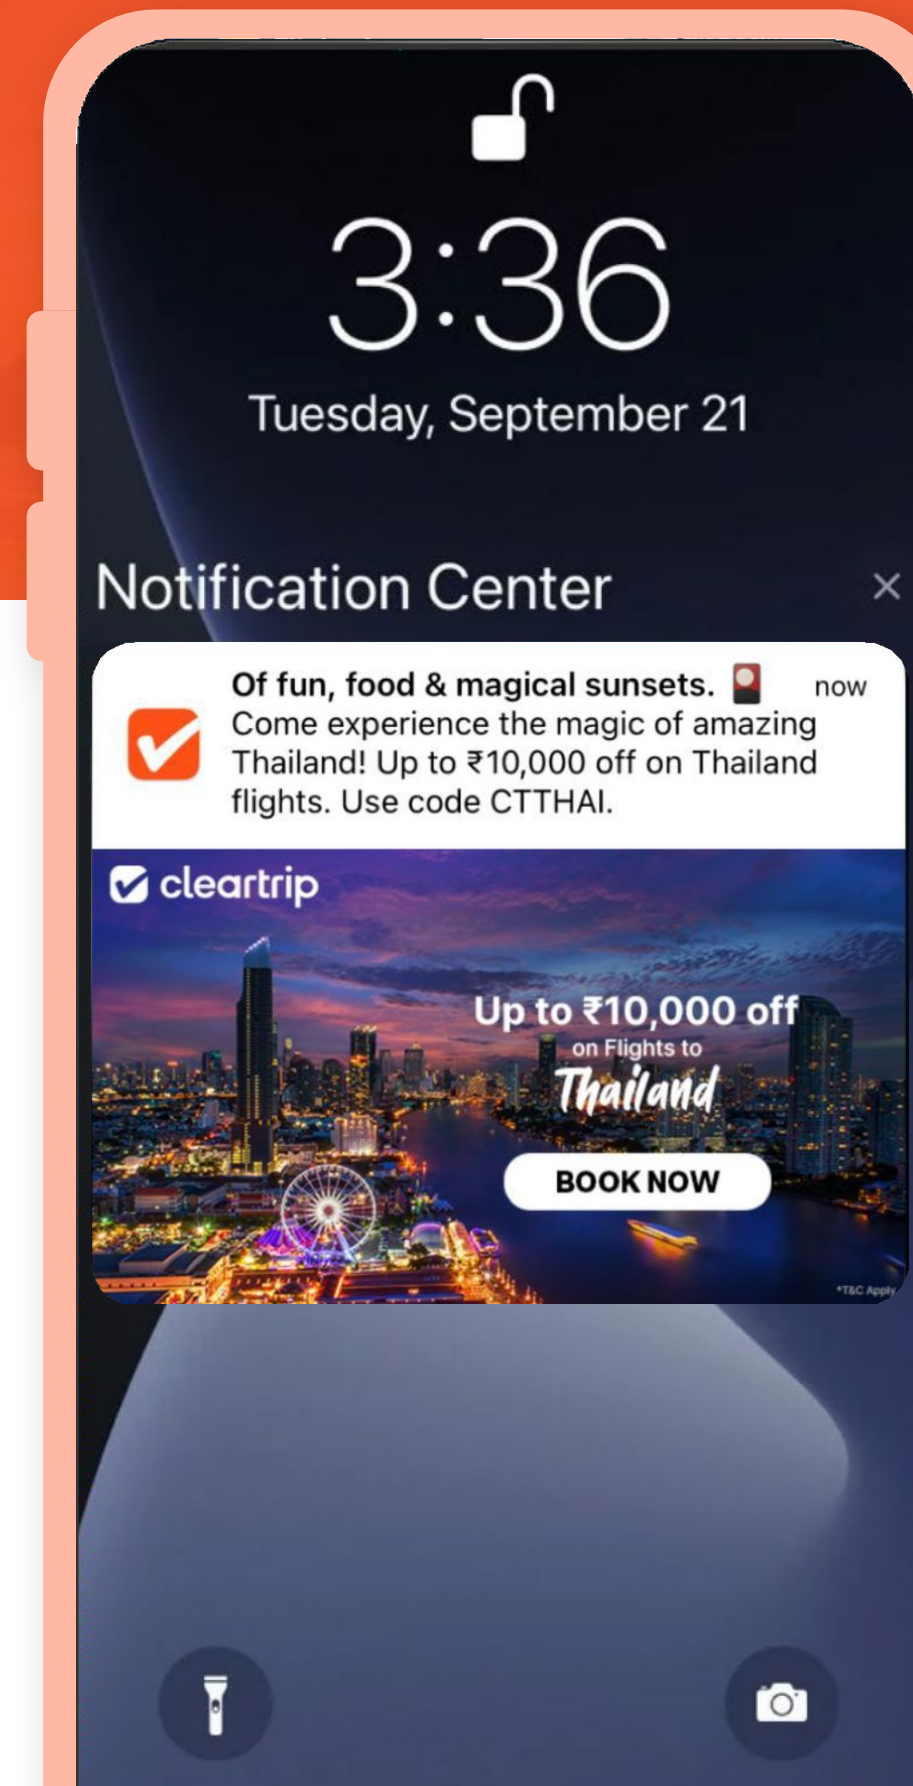 3:36
Tuesday, September 21
Notification Center
Of fun, food & magical sunsets. 🎴 now
Come experience the magic of amazing
Thailand! Up to ₹10,000 off on Thailand
flights. Use code CTTHAI.
cleartrip
Up to ₹10,000 off
on Flights to
Thailand
BOOK NOW
*T&C Apply